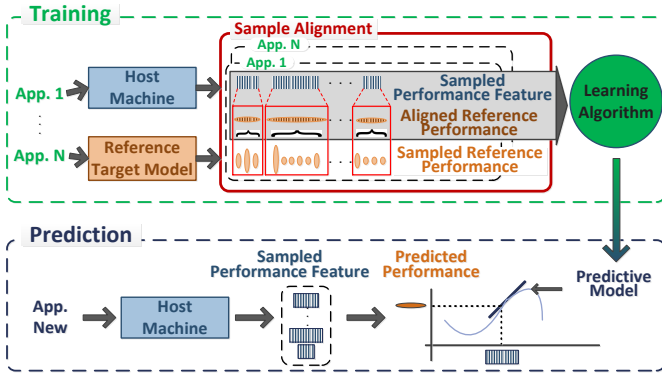 Training
Sample Alignment
App. N
App. 1
App. 1
Host
Machine
Sampled
Performance Feature
Aligned Reference
Performance
Sampled Reference
Performance
Learning
Algorithm
App. N
Reference
Target Model
Prediction
App.
New
Host
Machine
Sampled
Performance Feature
Predicted
Performance
Predictive
Model